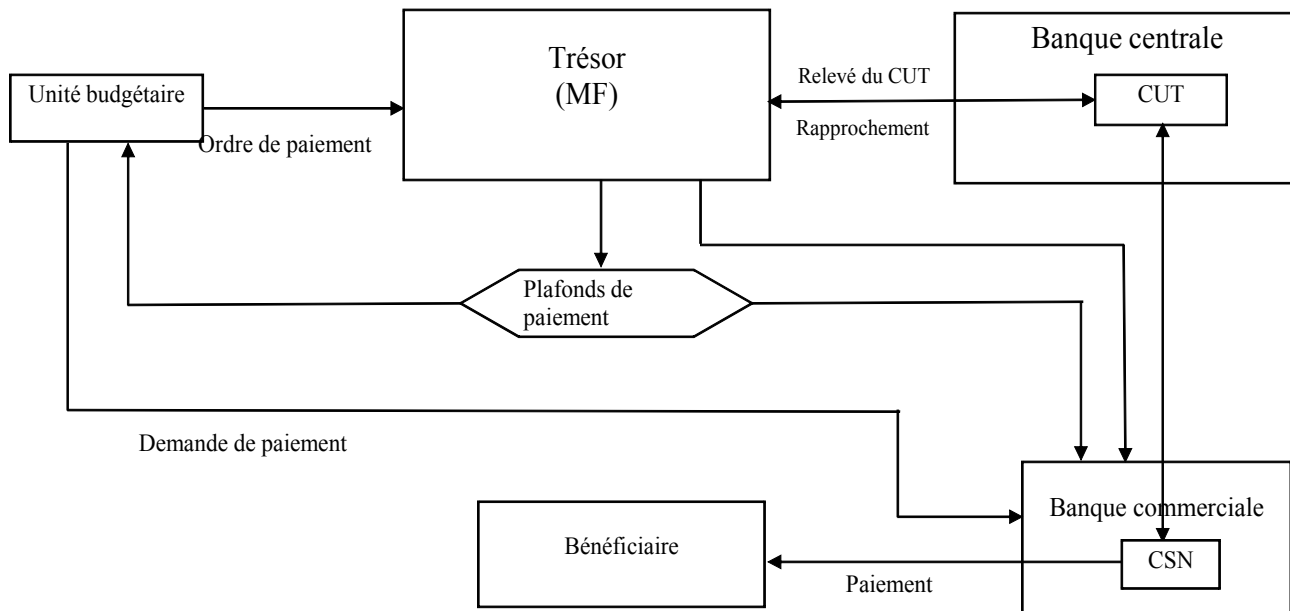 Trésor
(MF)
Banque centrale
Unité budgétaire
Relevé du CUT
CUT
Ordre de paiement
Rapprochement
Plafonds de
paiement
Demande de paiement
Banque commerciale
Bénéficiaire
CSN
Paiement